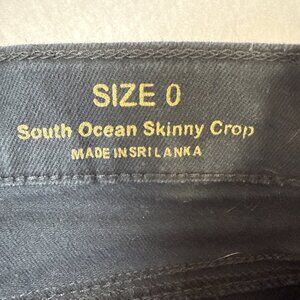 SIZE 0
South Ocean Skinny Crop
MADE IN SRI LANKA